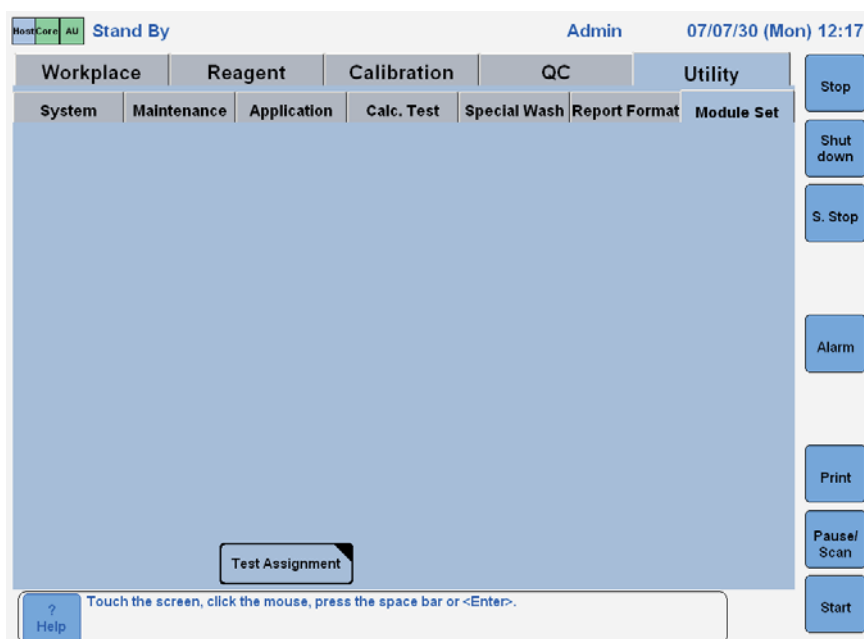 Host Core AU Stand By Admin 07/07/30 (Mon) 12:17
Workplace Reagent Calibration QC Utility
System Maintenance Application Calc. Test Special Wash Report Format Module Set
Stop
Shut
down
S. Stop
Alarm
Print
Pause/
Scan
Start
Test Assignment
?
Help
Touch the screen, click the mouse, press the space bar or <Enter>.